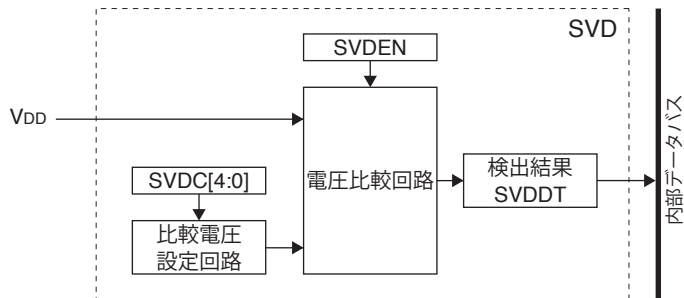 SVD
SVDEN
VDD
電圧比較回路
SVDC[4:0]
比較電圧
設定回路
検出結果
SVDDT
内部データバス